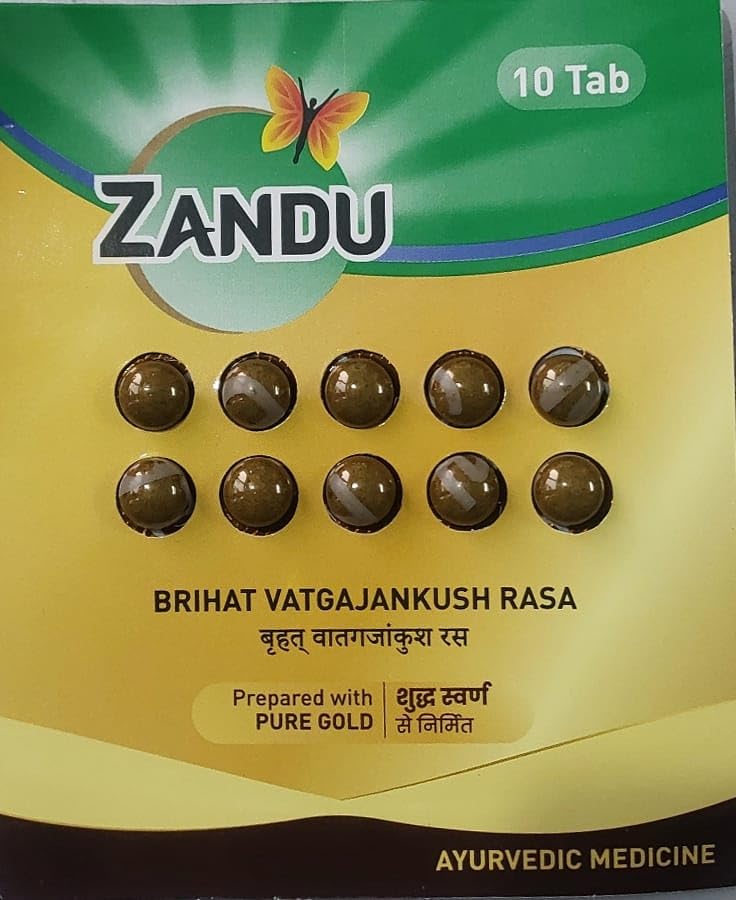 10 Tab
ZANDU
BRIHAT VATGAJANKUSH RASA
बृहत् वातगजांकुश रस
Prepared with
PURE GOLD
शुद्ध स्वर्ण
से निर्मित
AYURVEDIC MEDICINE